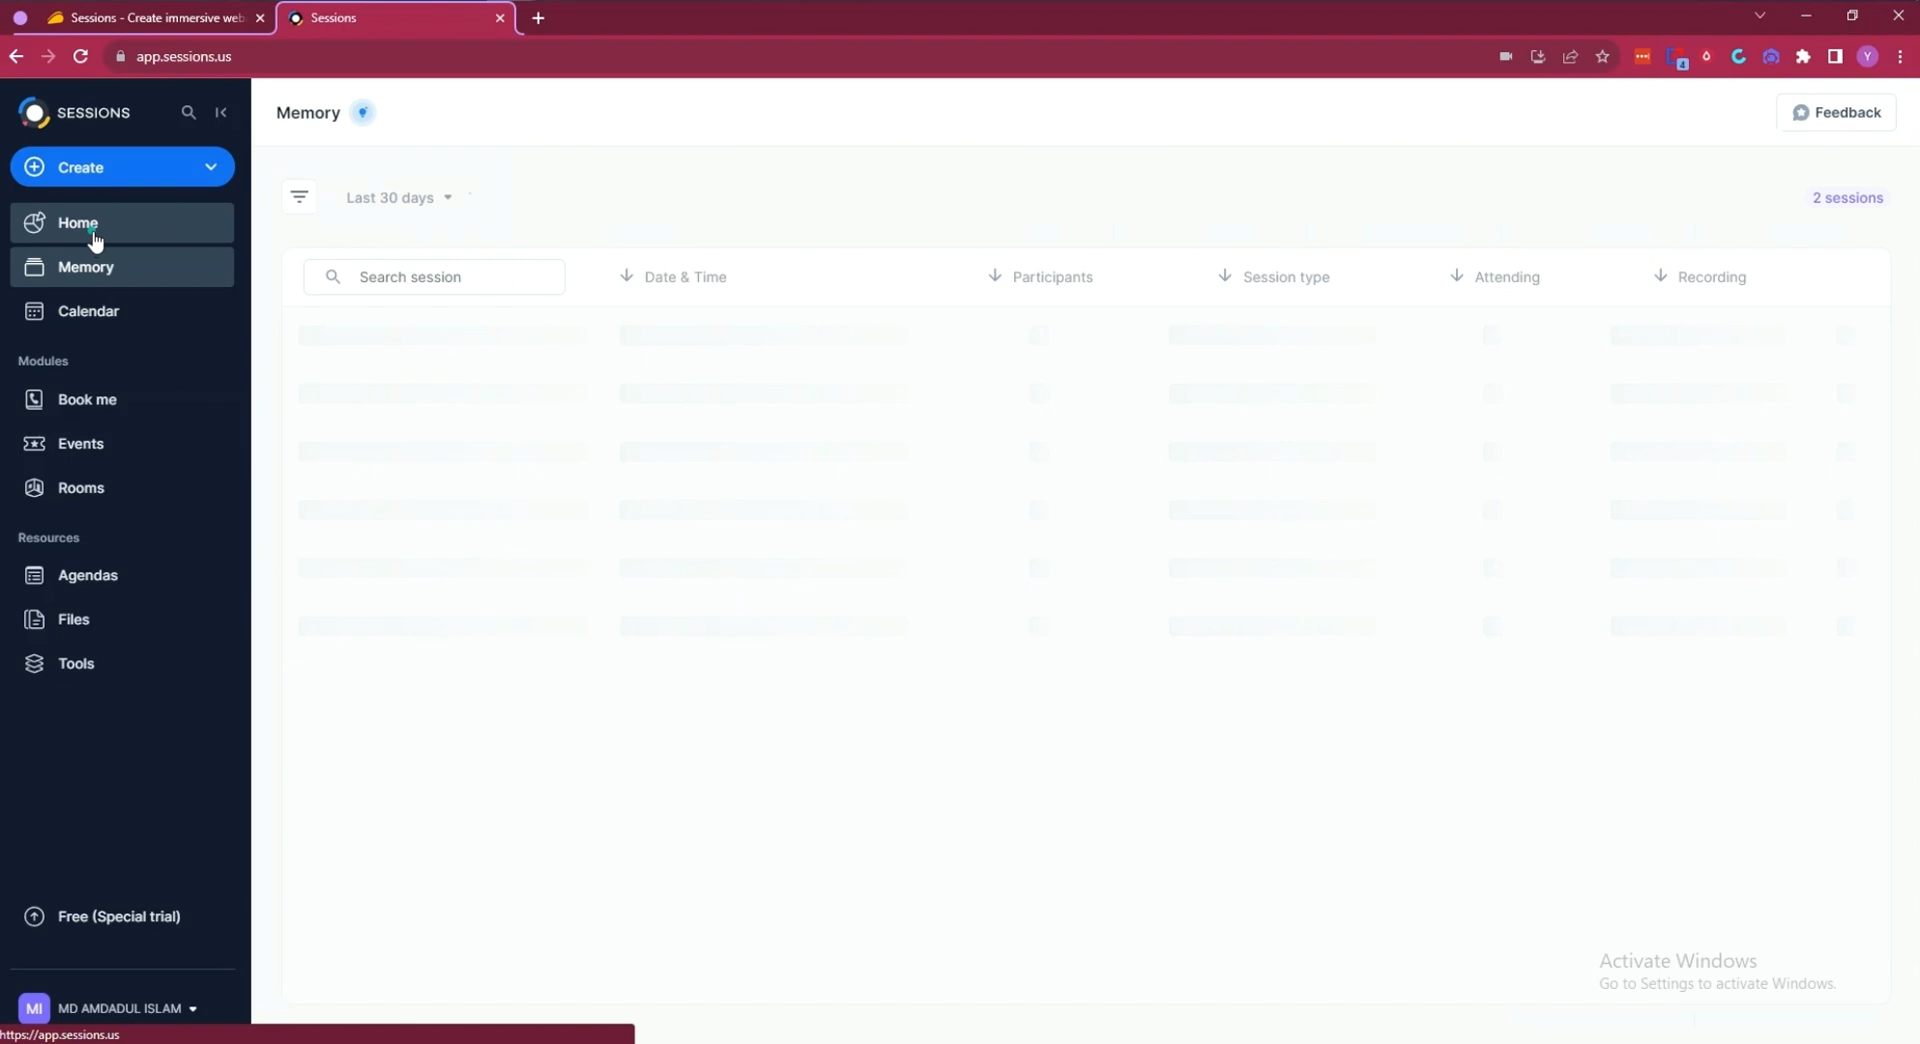 Sessions - Create immersive web
Sessions
app.sessions.us
4
Y
SESSIONS
Memory
Feedback
Create
Home
Last 30 days
2 sessions
Memory
Search session
Date & Time
Participants
Session type
Attending
Recording
Calendar
Modules
Book me
Events
Rooms
Resources
Agendas
Files
Tools
Free (Special trial)
Activate Windows
Go to Settings to activate Windows.
MI MD AMDADUL ISLAM
https://app.sessions.us